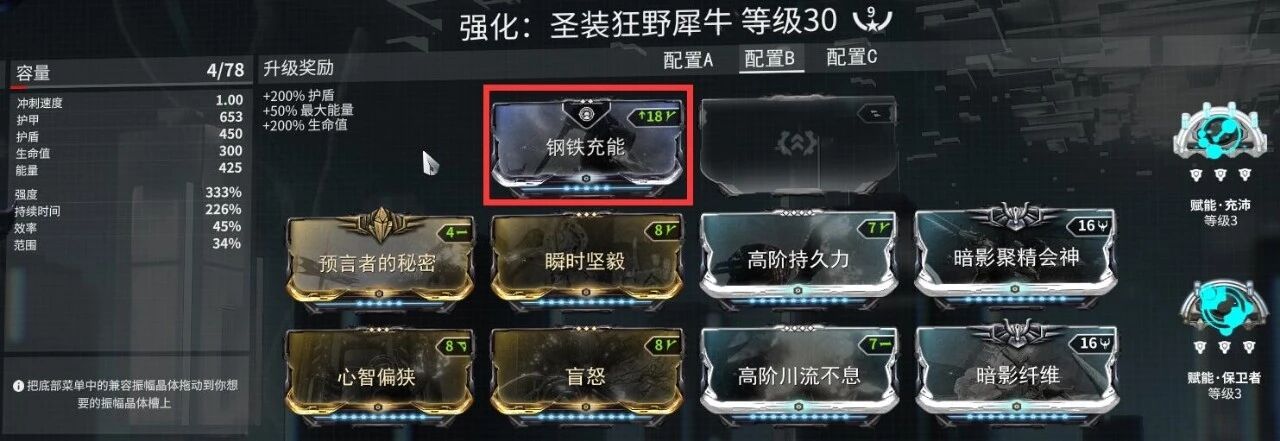 强化：圣装狂野犀牛 等级30 9
配置A 配置B 配置C
容量 4/78
冲刺速度 1.00
护甲 653
护盾 450
生命值 300
能量 425
强度 333%
持续时间 226%
效率 45%
范围 34%
把底部菜单中的兼容振幅晶体拖动到你想
要的振幅晶体槽上
升级奖励
+200% 护盾
+50% 最大能量
+200% 生命值
18
钢铁充能
4
预言者的秘密
8
瞬时坚毅
7
高阶持久力
16
暗影聚精会神
8
心智偏狭
8
盲怒
7
高阶川流不息
16
暗影纤维
赋能·充沛
等级3
赋能·保卫者
等级3